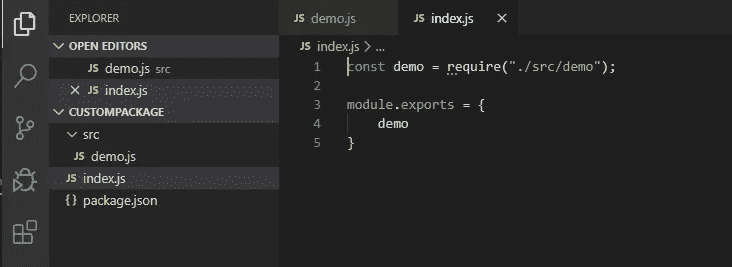 EXPLORER
OPEN EDITORS
JS demo.js src
JS index.js
CUSTOMPACKAGE
src
JS demo.js
JS index.js
{} package.json
JS demo.js
JS index.js
JS index.js > ...
1 const demo = require("./src/demo");
2
3 module.exports = {
4 demo
5 }